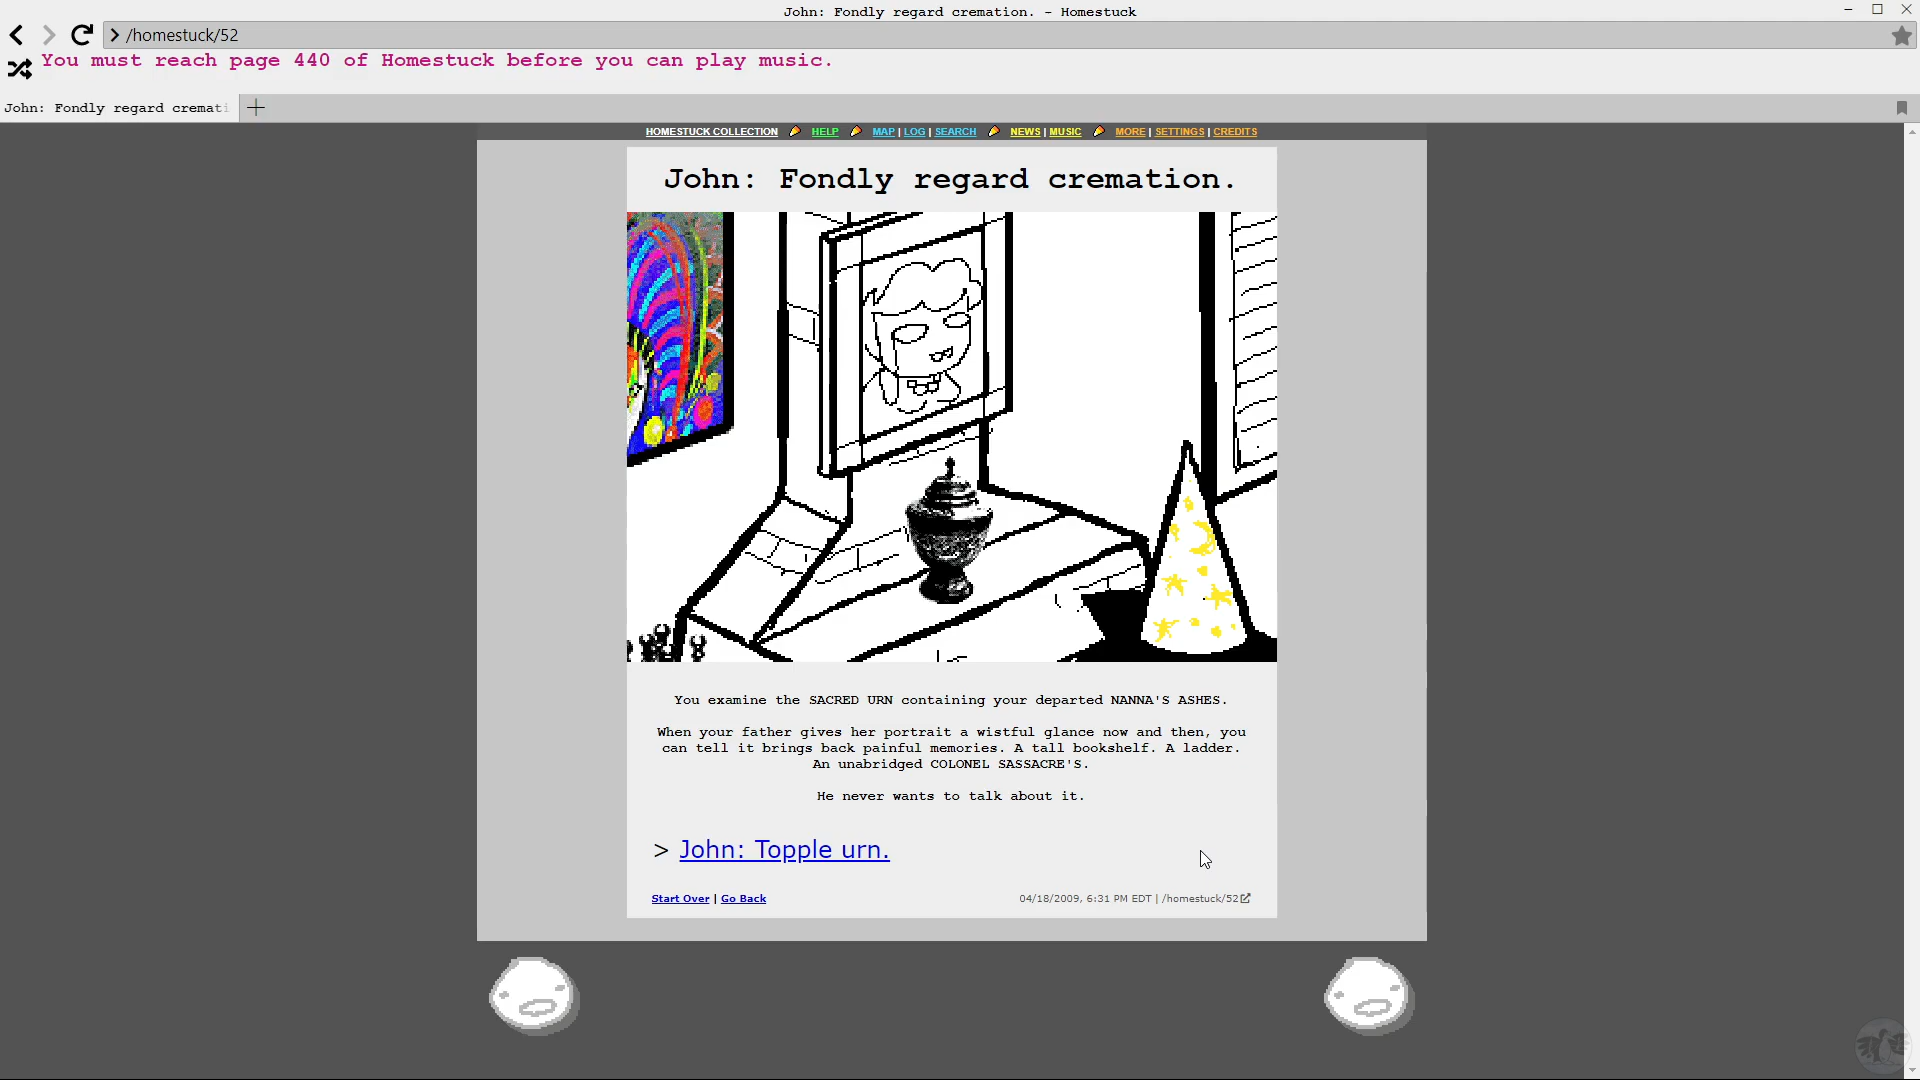 John: Fondly regard cremation. - Homestuck
/homestuck/52
You must reach page 440 of Homestuck before you can play music.
John: Fondly regard cremati
HOMESTUCK COLLECTION HELP MAP | LOG | SEARCH NEWS | MUSIC MORE | SETTINGS | CREDITS
John: Fondly regard cremation.
You examine the SACRED URN containing your departed NANNA'S ASHES.
When your father gives her portrait a wistful glance now and then, you
can tell it brings back painful memories. A tall bookshelf. A ladder.
An unabridged COLONEL SASSACRE'S.
He never wants to talk about it.
> John: Topple urn.
Start Over | Go Back 04/18/2009, 6:31 PM EDT | /homestuck/52